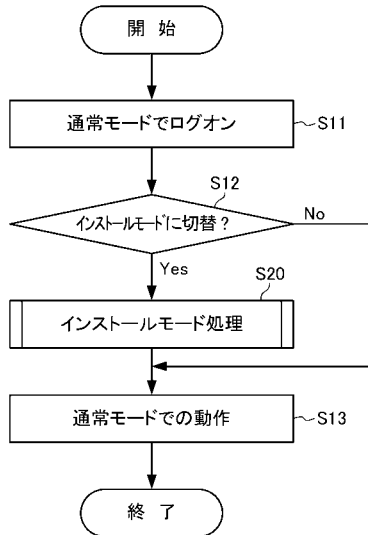 開 始
通常モードでログオン
S11
S12
インストールモードに切替？
No
Yes
S20
インストールモード処理
通常モードでの動作
S13
終 了